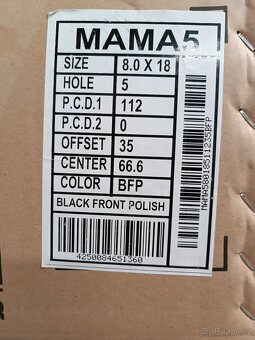 MAMA5
SIZE 8.0 X 18
HOLE 5
P.C.D.1 112
P.C.D.2 0
OFFSET 35
CENTER 66.6
COLOR BFP
BLACK FRONT POLISH
4250084651360